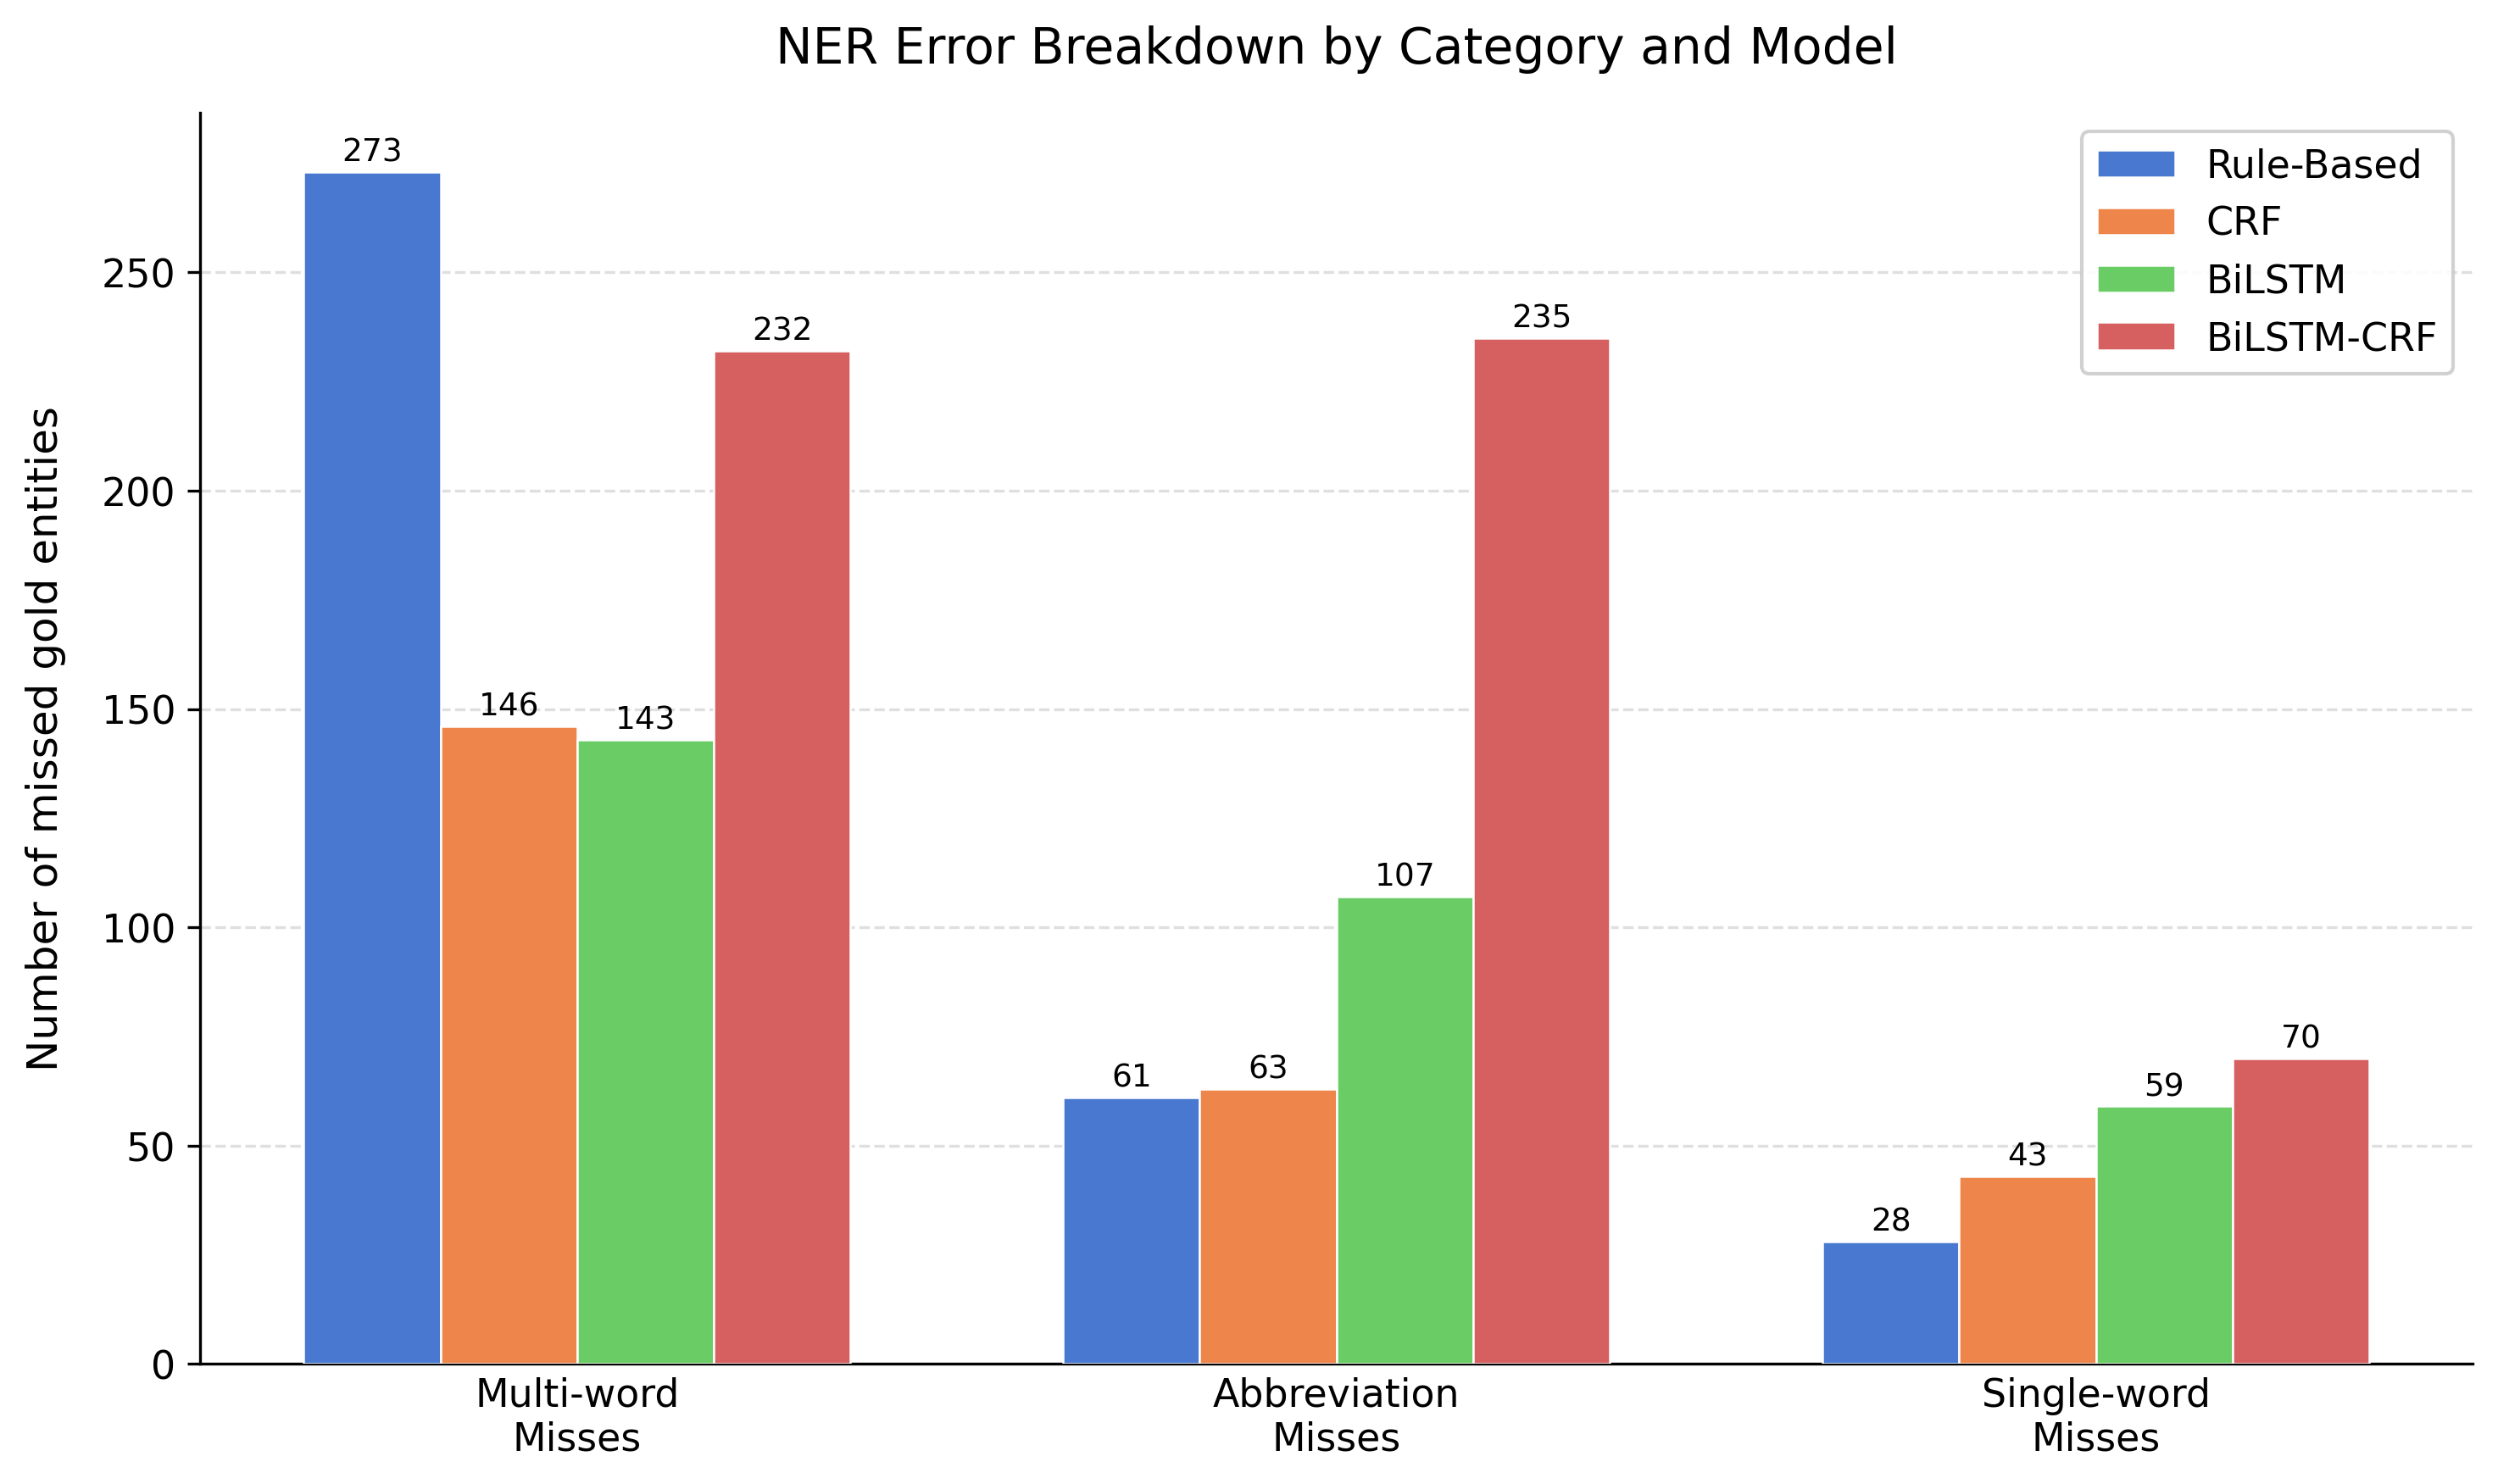 NER Error Breakdown by Category and Model
Number of missed gold entities
250
200
150
100
50
0
273
146
143
232
61
63
107
235
28
43
59
70
Rule-Based
CRF
BiLSTM
BiLSTM-CRF
Multi-word
Misses
Abbreviation
Misses
Single-word
Misses